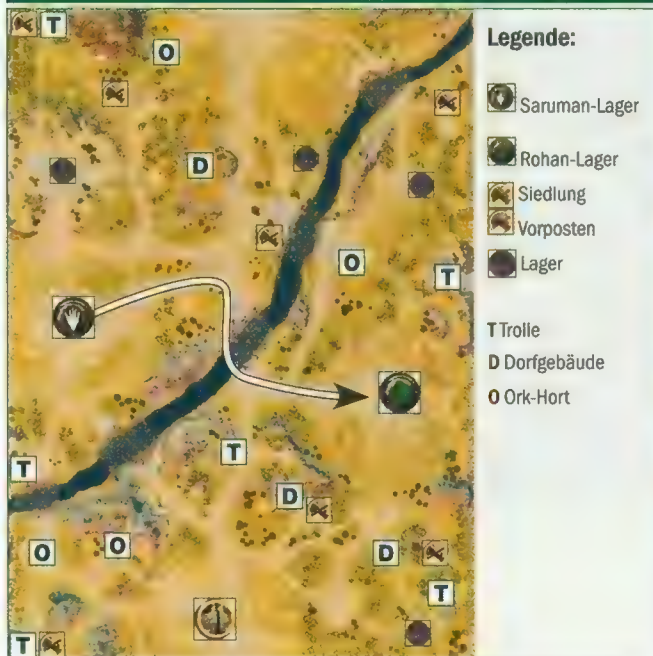 Legende:
Saruman-Lager
Rohan-Lager
Siedlung
Vorposten
Lager
T Trolle
D Dorfgebäude
O Ork-Hort
T
O
D
O
T
T
T
D
O
O
D
T
T